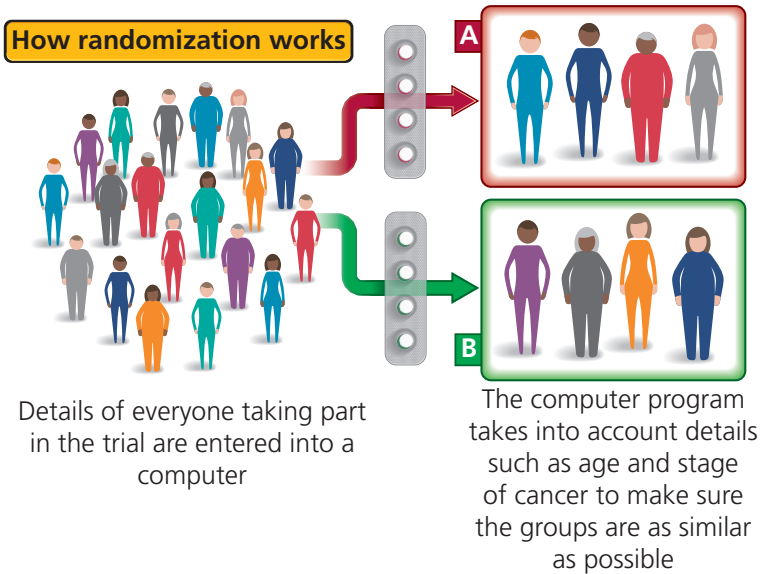 How randomization works
A
B
Details of everyone taking part
in the trial are entered into a
computer
The computer program
takes into account details
such as age and stage
of cancer to make sure
the groups are as similar
as possible